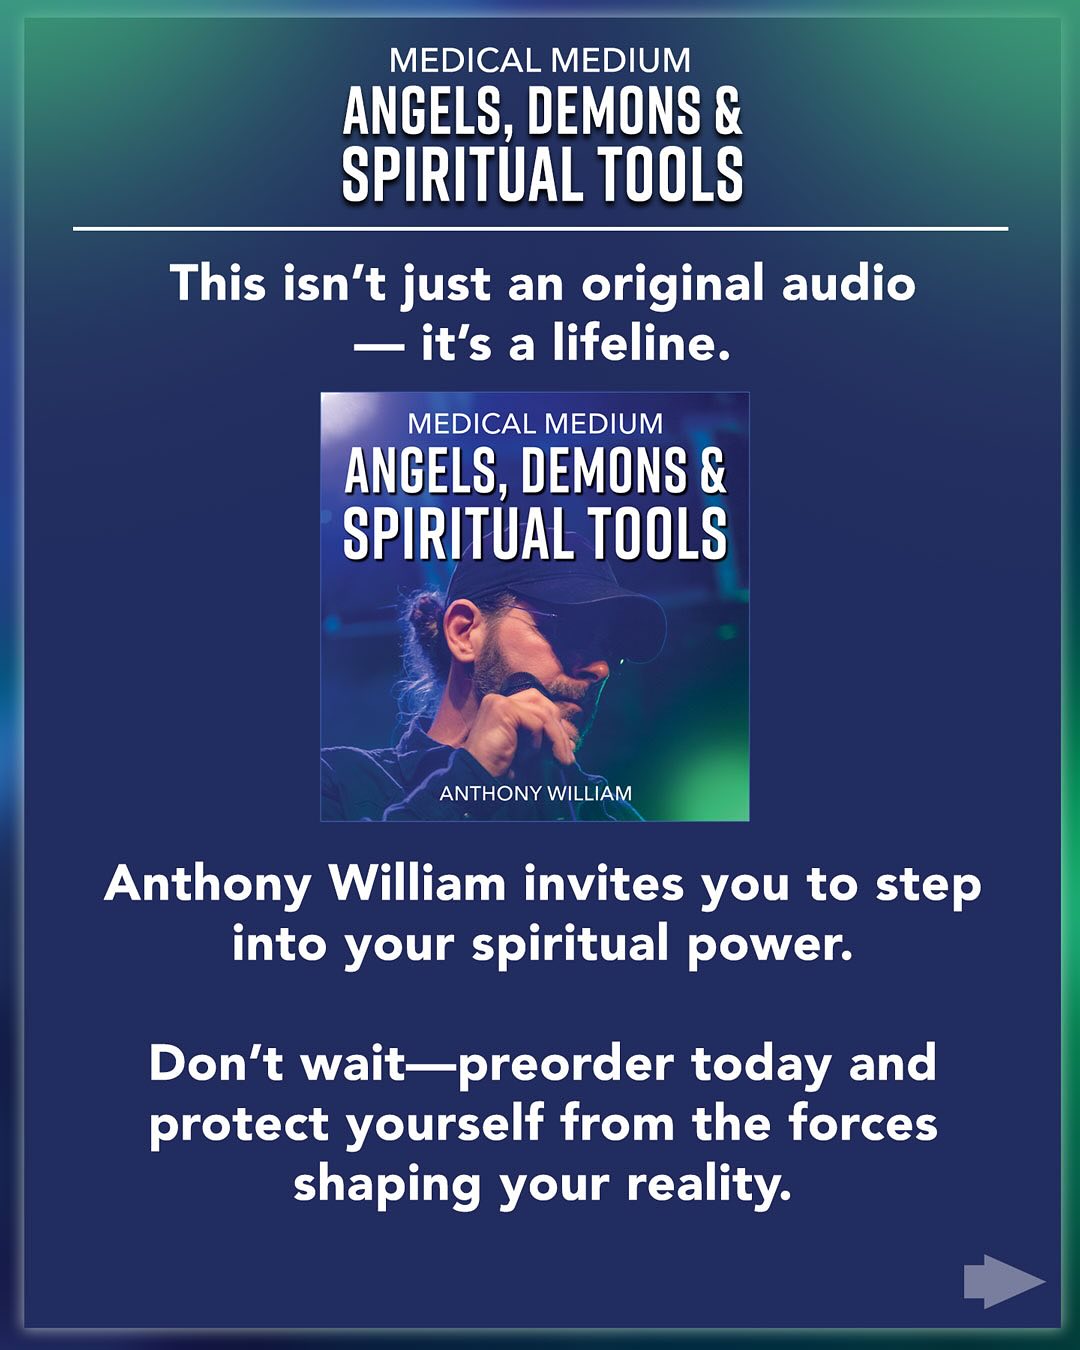 MEDICAL MEDIUM
ANGELS, DEMONS &
SPIRITUAL TOOLS
This isn’t just an original audio
— it’s a lifeline.
MEDICAL MEDIUM
ANGELS, DEMONS &
SPIRITUAL TOOLS
ANTHONY WILLIAM
Anthony William invites you to step
into your spiritual power.
Don’t wait—preorder today and
protect yourself from the forces
shaping your reality.